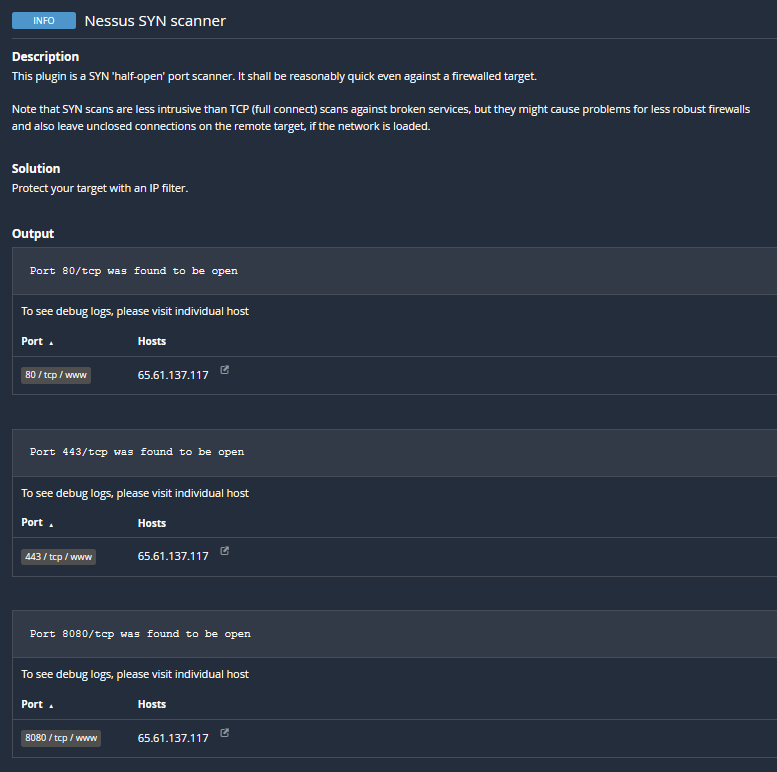 INFO Nessus SYN scanner
Description
This plugin is a SYN 'half-open' port scanner. It shall be reasonably quick even against a firewalled target.
Note that SYN scans are less intrusive than TCP (full connect) scans against broken services, but they might cause problems for less robust firewalls
and also leave unclosed connections on the remote target, if the network is loaded.
Solution
Protect your target with an IP filter.
Output
Port 80/tcp was found to be open
To see debug logs, please visit individual host
Port ▲ Hosts
80 / tcp / www 65.61.137.117
Port 443/tcp was found to be open
To see debug logs, please visit individual host
Port ▲ Hosts
443 / tcp / www 65.61.137.117
Port 8080/tcp was found to be open
To see debug logs, please visit individual host
Port ▲ Hosts
8080 / tcp / www 65.61.137.117